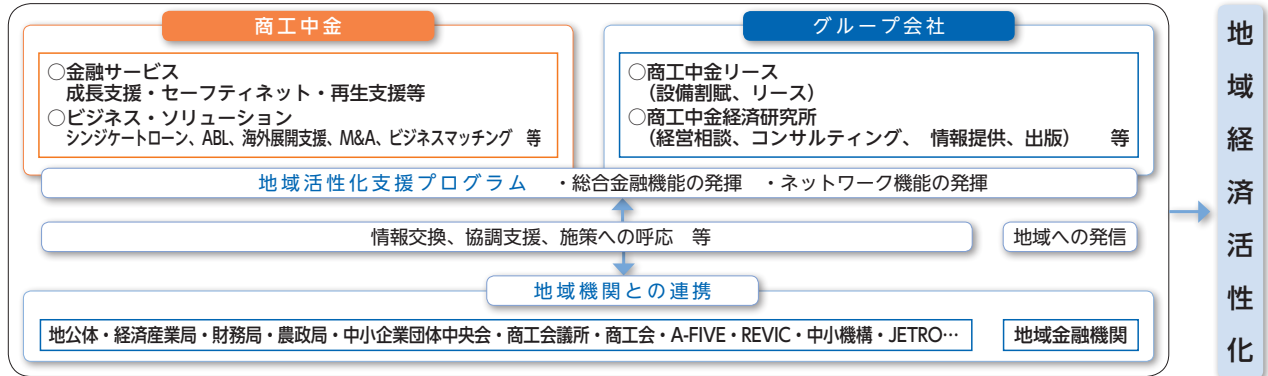 商工中金
○金融サービス
成長支援・セーフティネット・再生支援等
○ビジネス・ソリューション
シンジケートローン、ABL、海外展開支援、M&A、ビジネスマッチング　等
グループ会社
○商工中金リース
（設備割賦、リース）
○商工中金経済研究所
（経営相談、コンサルティング、　情報提供、出版）　　等
地域活性化支援プログラム　・総合金融機能の発揮　・ネットワーク機能の発揮
情報交換、協調支援、施策への呼応　等
地域への発信
地域機関との連携
地公体・経済産業局・財務局・農政局・中小企業団体中央会・商工会議所・商工会・A-FIVE・REVIC・中小機構・JETRO…
地域金融機関
地域経済活性化